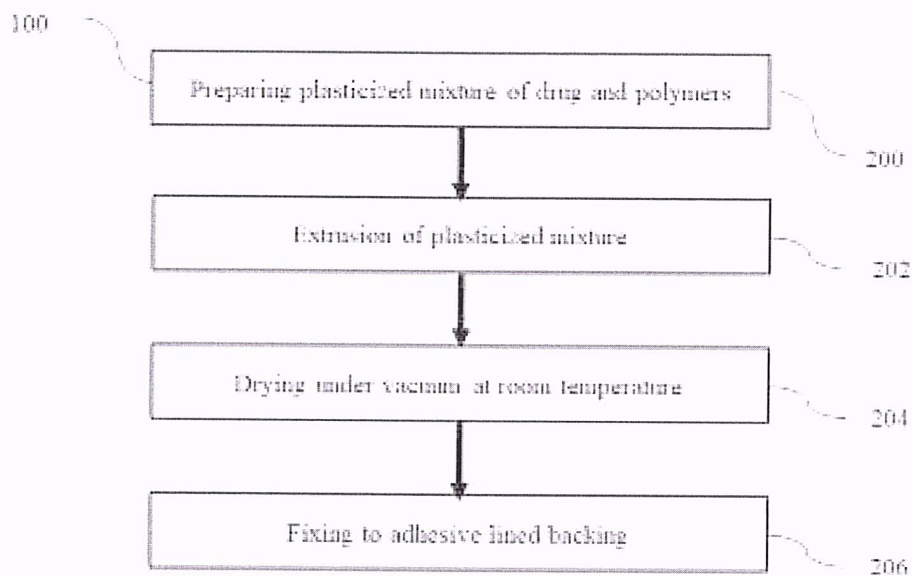 100
Preparing plasticized mixture of drug and polymers
200
Extrusion of plasticized mixture
202
Drying under vacuum at room temperature
204
Fixing to adhesive lined backing
206